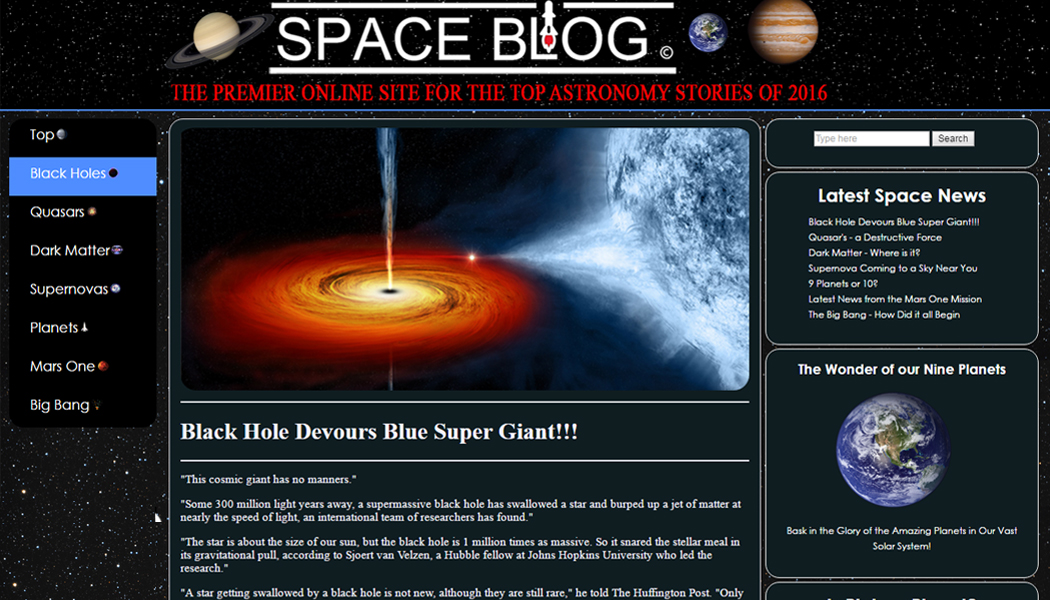 SPACE BLOG ©
THE PREMIER ONLINE SITE FOR THE TOP ASTRONOMY STORIES OF 2016
Top
Black Holes
Quasars
Dark Matter
Supernovas
Planets
Mars One
Big Bang
Black Hole Devours Blue Super Giant!!!
"This cosmic giant has no manners."
"Some 300 million light years away, a supermassive black hole has swallowed a star and burped up a jet of matter at
nearly the speed of light, an international team of researchers has found."
"The star is about the size of our sun, but the black hole is 1 million times as massive. So it snared the stellar meal in
its gravitational pull, according to Sjoert van Velzen, a Hubble fellow at Johns Hopkins University who led the
research."
"A star getting swallowed by a black hole is not new, although they are still rare," he told The Huffington Post. "Only
Type here
Search
Latest Space News
Black Hole Devours Blue Super Giant!!!
Quasar's - a Destructive Force
Dark Matter - Where is it?
Supernova Coming to a Sky Near You
9 Planets or 10?
Latest News from the Mars One Mission
The Big Bang - How Did it all Begin
The Wonder of our Nine Planets
Bask in the Glory of the Amazing Planets in Our Vast
Solar System!